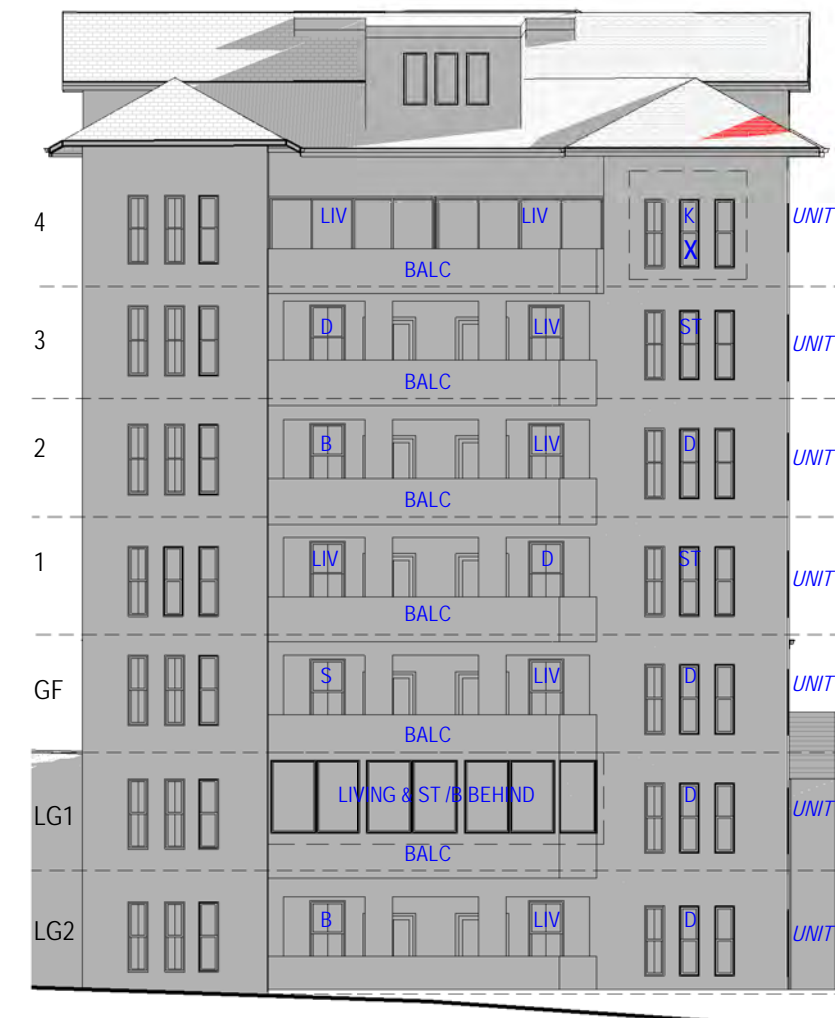 4 LIV LIV K UNIT
X
BALC
3 D LIV ST UNIT
BALC
2 B LIV D UNIT
BALC
1 LIV D ST UNIT
BALC
GF S LIV D UNIT
BALC
LG1 LIVING & ST /B BEHIND D UNIT
BALC
LG2 B LIV D UNIT